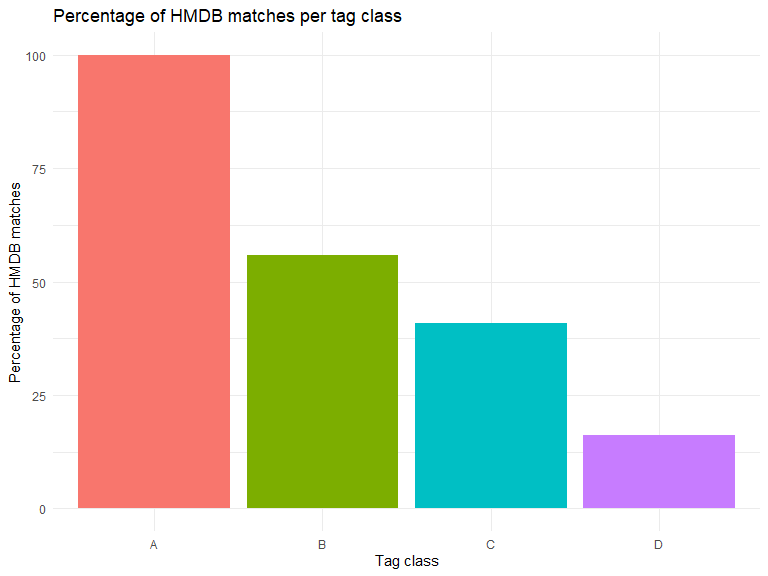 Percentage of HMDB matches per tag class
Percentage of HMDB matches
100
75
50
25
0
A B C D
Tag class